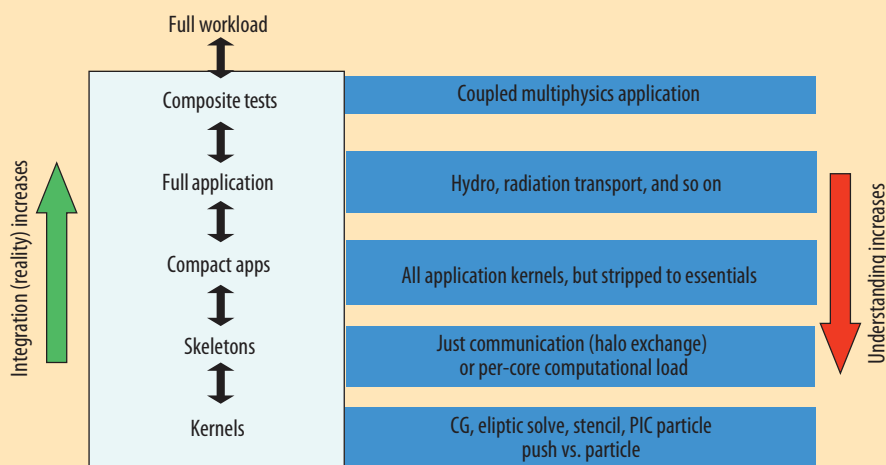 Full workload
Composite tests
Coupled multiphysics application
Full application
Hydro, radiation transport, and so on
Compact apps
All application kernels, but stripped to essentials
Skeletons
Just communication (halo exchange)
or per-core computational load
Kernels
CG, eliptic solve, stencil, PIC particle
push vs. particle
Integration (reality) increases
Understanding increases